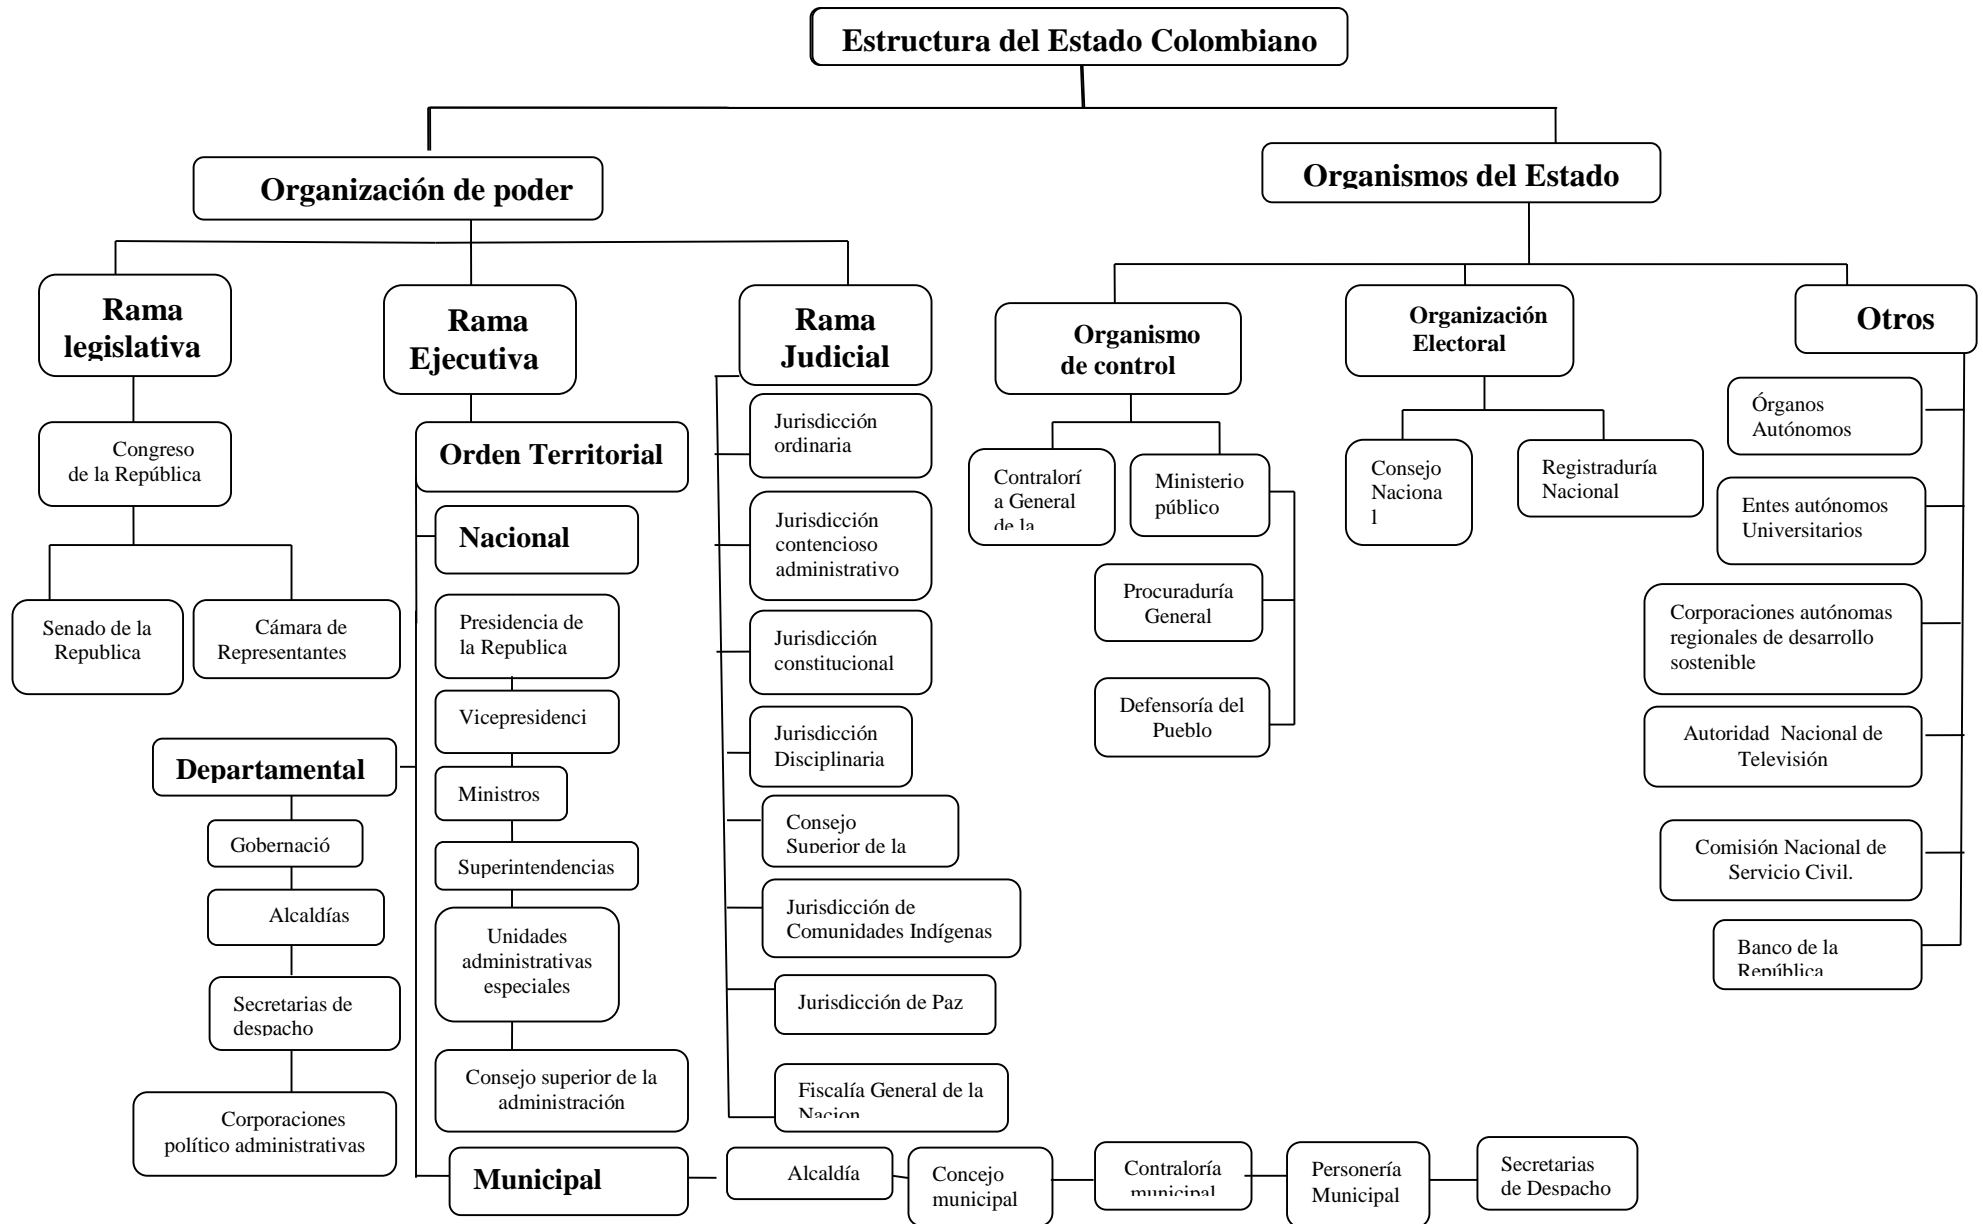 Estructura del Estado Colombiano
Organización de poder
Organismos del Estado
Rama
legislativa
Rama
Ejecutiva
Rama
Judicial
Organismo
de control
Organización
Electoral
Otros
Congreso
de la República
Senado de la
Republica
Cámara de
Representantes
Orden Territorial
Nacional
Presidencia de
la Republica
Vicepresidenci
Ministros
Superintendencias
Unidades
administrativas
especiales
Consejo superior de la
administración
Departamental
Gobernació
Alcaldías
Secretarias de
despacho
Corporaciones
político administrativas
Municipal
Alcaldía
Concejo
municipal
Contraloría
municipal
Personería
Municipal
Secretarias
de Despacho
Jurisdicción
ordinaria
Jurisdicción
contencioso
administrativo
Jurisdicción
constitucional
Jurisdicción
Disciplinaria
Consejo
Superior de la
Jurisdicción de
Comunidades Indígenas
Jurisdicción de Paz
Fiscalía General de la
Nacion
Contralorí
a General
de la
Ministerio
público
Procuraduría
General
Defensoría del
Pueblo
Consejo
Naciona
l
Registraduría
Nacional
Órganos
Autónomos
Entes autónomos
Universitarios
Corporaciones autónomas
regionales de desarrollo
sostenible
Autoridad Nacional de
Televisión
Comisión Nacional de
Servicio Civil.
Banco de la
República